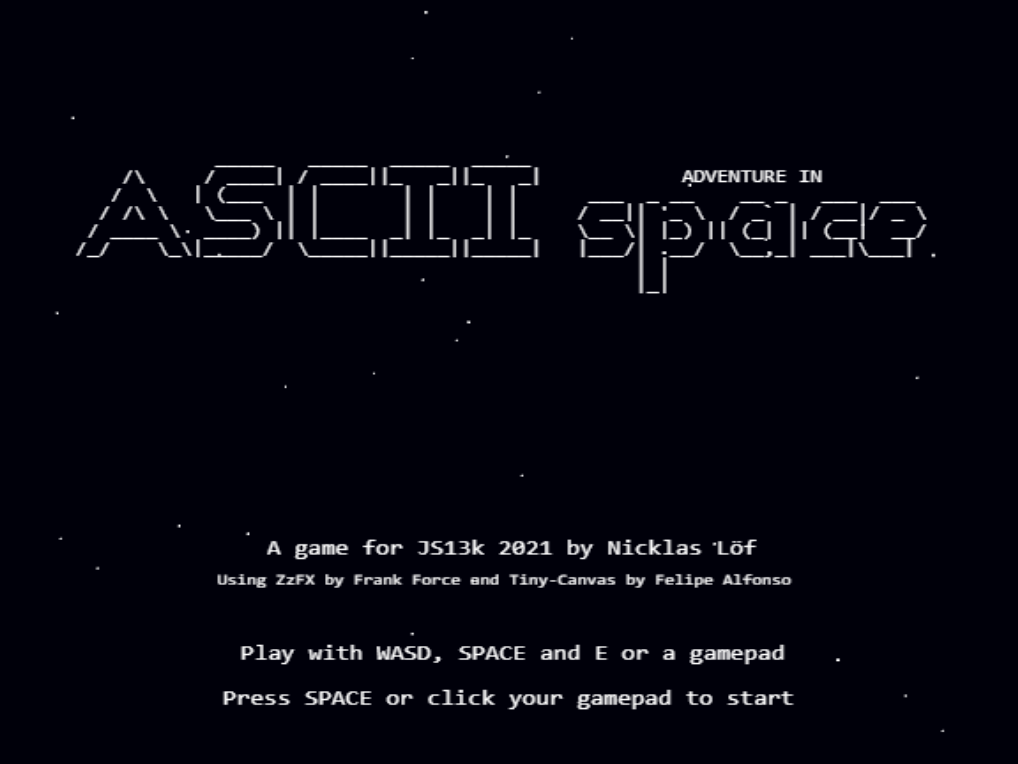 ASCII ADVENTURE IN space
A game for JS13k 2021 by Nicklas Löf
Using ZzFX by Frank Force and Tiny-Canvas by Felipe Alfonso
Play with WASD, SPACE and E or a gamepad
Press SPACE or click your gamepad to start